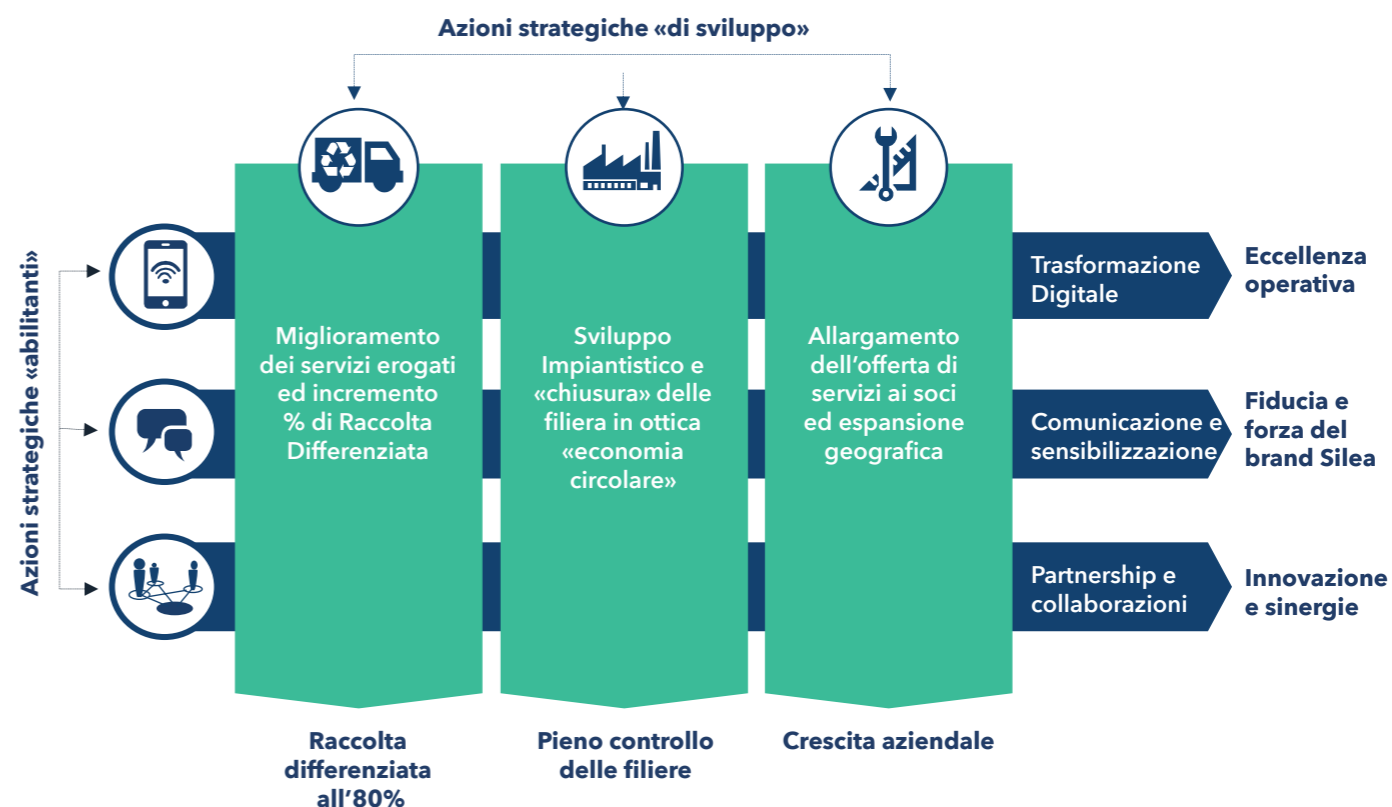 Azioni strategiche «di sviluppo»
Azioni strategiche «abilitanti»
Miglioramento
dei servizi erogati
ed incremento
% di Raccolta
Differenziata
Sviluppo
Impiantistico e
«chiusura» delle
filiera in ottica
«economia
circolare»
Allargamento
dell’offerta di
servizi ai soci
ed espansione
geografica
Trasformazione
Digitale
Eccellenza
operativa
Comunicazione e
sensibilizzazione
Fiducia e
forza del
brand Silea
Partnership e
collaborazioni
Innovazione
e sinergie
Raccolta
differenziata
all’80%
Pieno controllo
delle filiere
Crescita aziendale